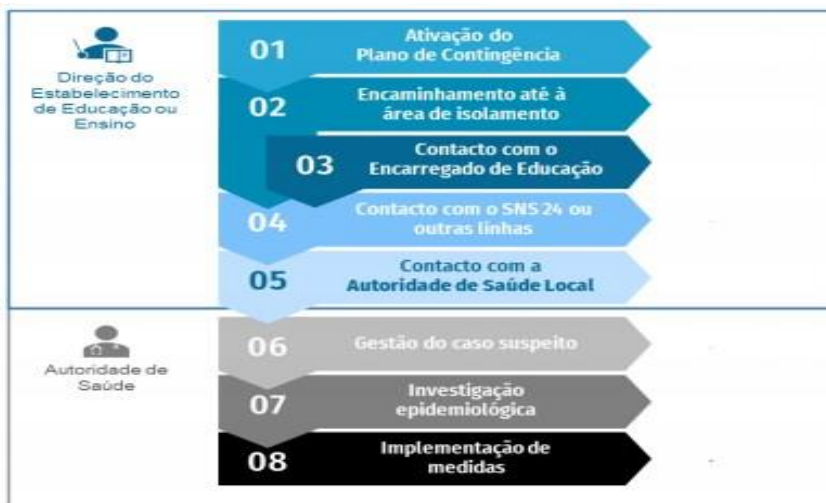 Direção do
Estabelecimento
de Educação ou
Ensino
01
Ativação do
Plano de Contingência
02
Encaminhamento até à
área de isolamento
03
Contacto com o
Encarregado de Educação
04
Contacto com o SNS 24 ou
outras linhas
05
Contacto com a
Autoridade de Saúde Local
Autoridade de
Saúde
06
Gestão do caso suspeito
07
Investigação
epidemiológica
08
Implementação de
medidas